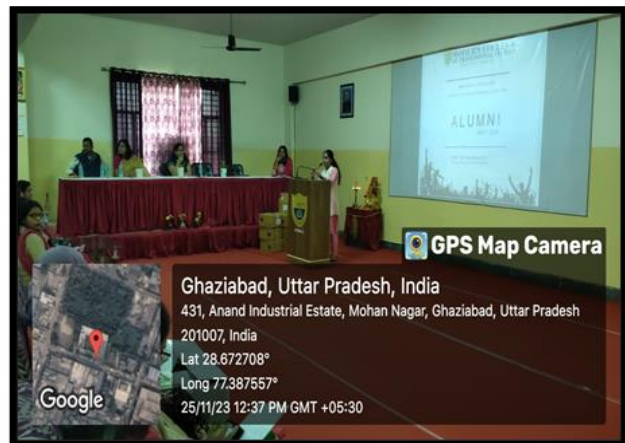 ALUMNI
GPS Map Camera
Ghaziabad, Uttar Pradesh, India
431, Anand Industrial Estate, Mohan Nagar, Ghaziabad, Uttar Pradesh
201007, India
Lat 28.672708°
Long 77.387557°
25/11/23 12:37 PM GMT +05:30
Google